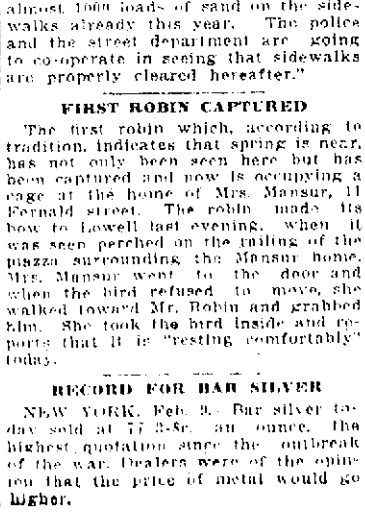 almost 1000 loads of sand on the side-
walks already this year. The police
and the street department are going
to co-operate in seeing that sidewalks
are properly cleared hereafter."
FIRST ROBIN CAPTURED
The first robin which, according to
tradition, indicates that spring is near,
has not only been seen here but has
been captured and now is occupying a
cage at the home of Mrs. Mansur, 11
Fernald street. The robin made its
bow to Lowell last evening, when it
was seen perched on the railing of the
piazza surrounding the Mansur home.
Mrs. Mansur went to the door and
when the bird refused to move, she
walked toward Mr. Robin and grabbed
him. She took the bird inside and re-
ports that it is "resting comfortably"
today.
RECORD FOR BAR SILVER
NEW YORK, Feb. 9.- Bar silver to-
day sold at 77 3-8c. an ounce, the
highest quotation since the outbreak
of the war. Dealers were of the opin-
ion that the price of metal would go
higher.